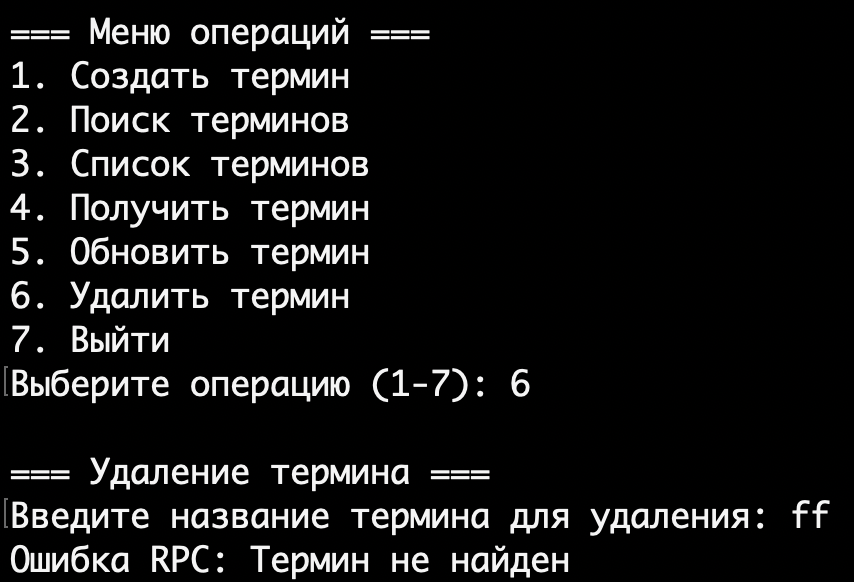 === Меню операций ===
1. Создать термин
2. Поиск терминов
3. Список терминов
4. Получить термин
5. Обновить термин
6. Удалить термин
7. Выйти
Выберите операцию (1-7): 6
=== Удаление термина ===
Введите название термина для удаления: ff
Ошибка RPC: Термин не найден